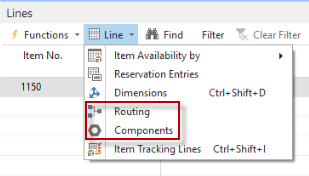 Lines
Functions Line Find Filter Clear Filter
Item No.
Item Availability by
Reservation Entries
Dimensions Ctrl+Shift+D
1150 Routing
Components
Item Tracking Lines Ctrl+Shift+I